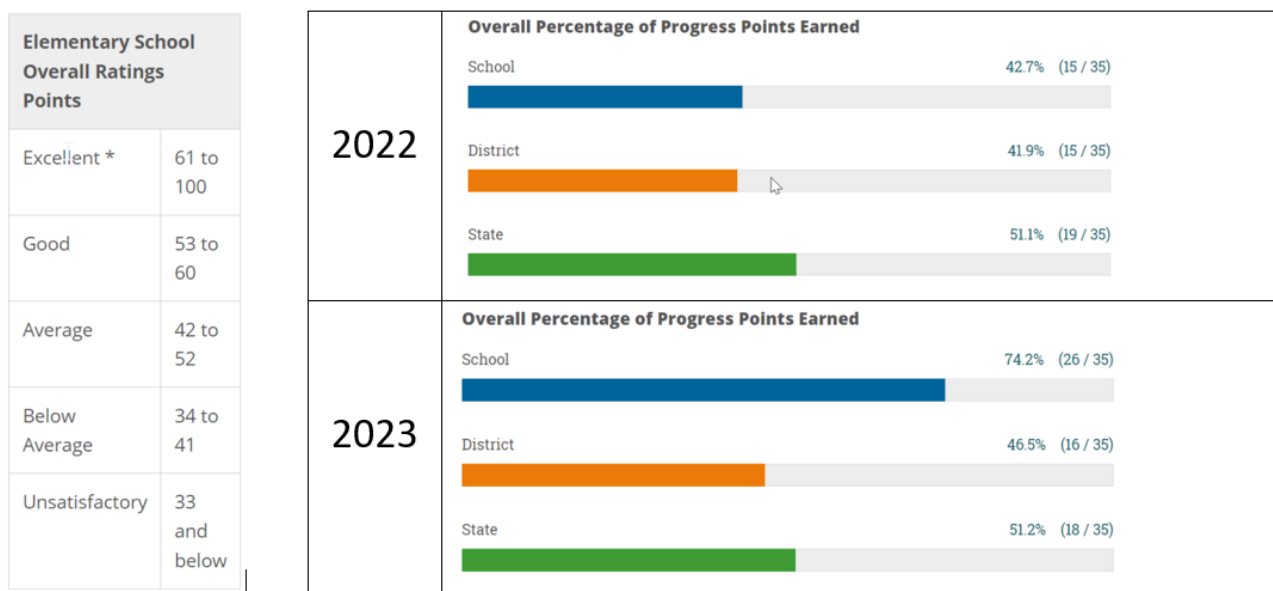 Elementary School
Overall Ratings
Points
Excellent *
61 to
100
Good
53 to
60
Average
42 to
52
Below
Average
34 to
41
Unsatisfactory
33
and
below
2022
Overall Percentage of Progress Points Earned
School 42.7% (15 / 35)
District 41.9% (15 / 35)
State 51.1% (19 / 35)
2023
Overall Percentage of Progress Points Earned
School 74.2% (26 / 35)
District 46.5% (16 / 35)
State 51.2% (18 / 35)